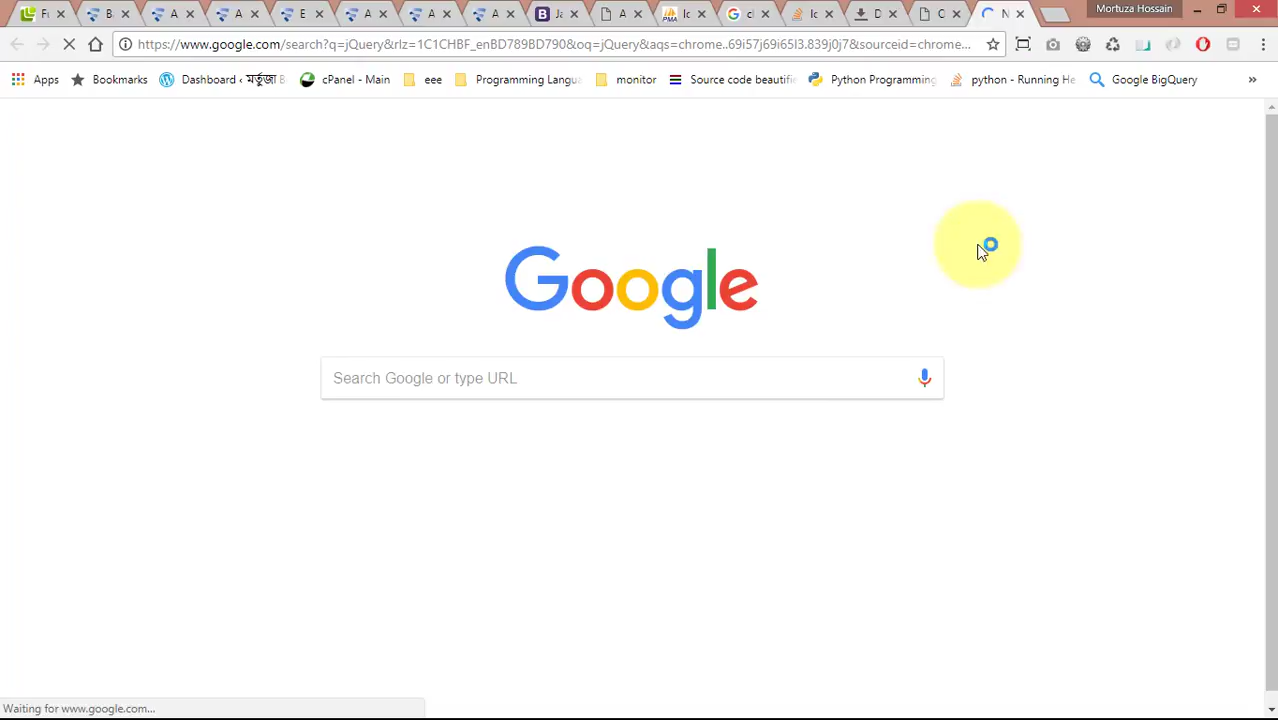 Mortuza Hossain
https://www.google.com/search?q=jQuery&rlz=1C1CHBF_enBD789BD790&oq=jQuery&aqs=chrome..69i57j69i65l3.839j0j7&sourceid=chrome...
Apps Bookmarks Dashboard ‹ মর্তুজা B cPanel - Main eee Programming Langu monitor Source code beautifi Python Programming python - Running He Google BigQuery »
Google
Search Google or type URL
Waiting for www.google.com...